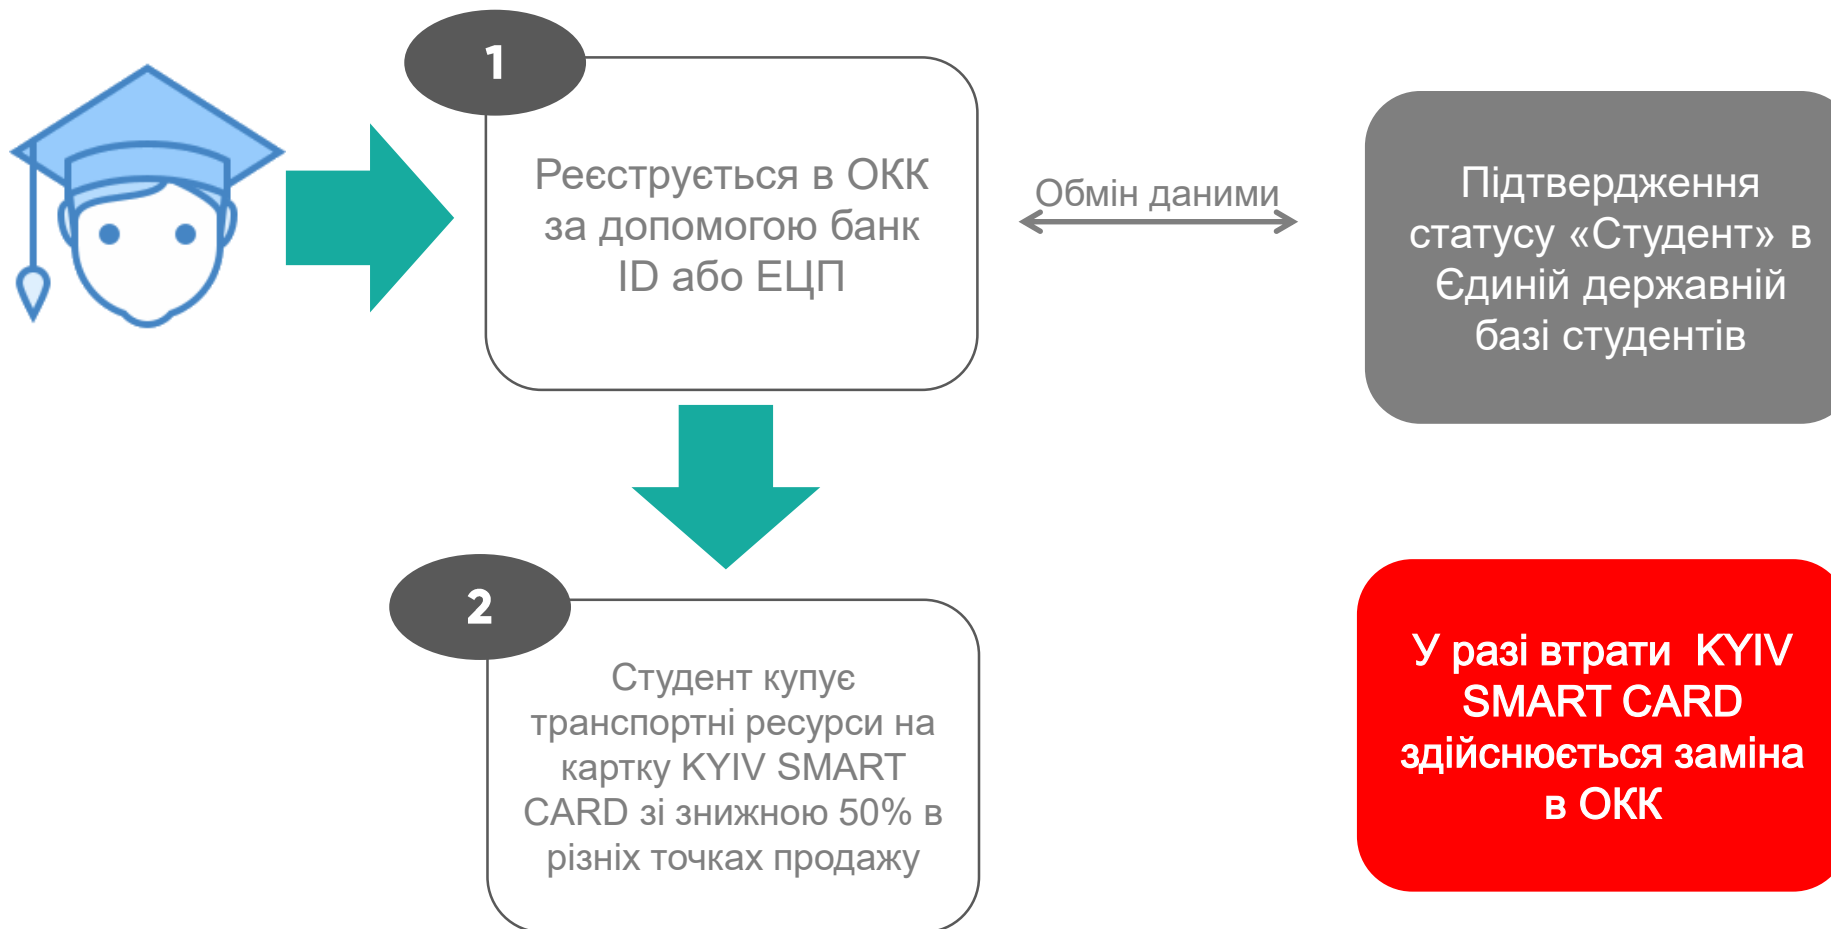 1
Реєструється в ОКК
за допомогою банк
ID або ЕЦП
Обмін даними
Підтвердження
статусу «Студент» в
Єдиній державній
базі студентів
2
Студент купує
транспортні ресурси на
картку KYIV SMART
CARD зі знижною 50% в
різніх точках продажу
У разі втрати  KYIV
SMART CARD
здійснюється заміна
в ОКК